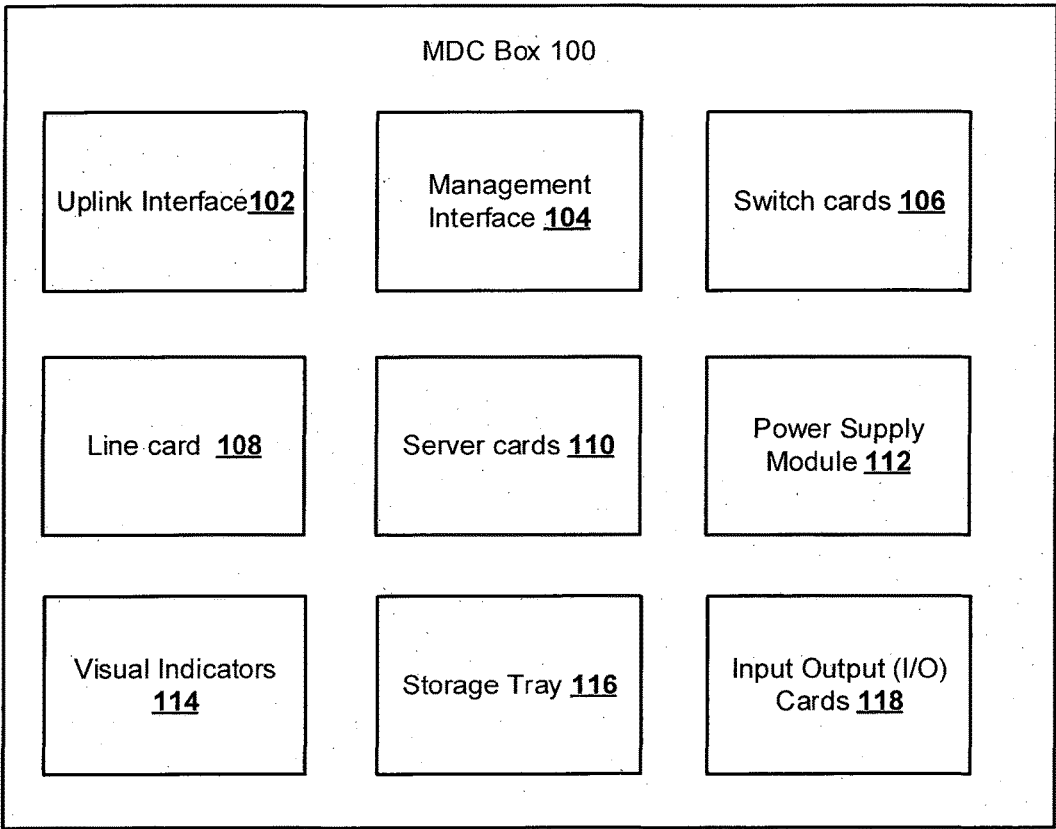 MDC Box 100
Uplink Interface102
Management
Interface 104
Switch cards 106
Line card 108
Server cards 110
Power Supply
Module 112
Visual Indicators
114
Storage Tray 116
Input Output (I/O)
Cards 118